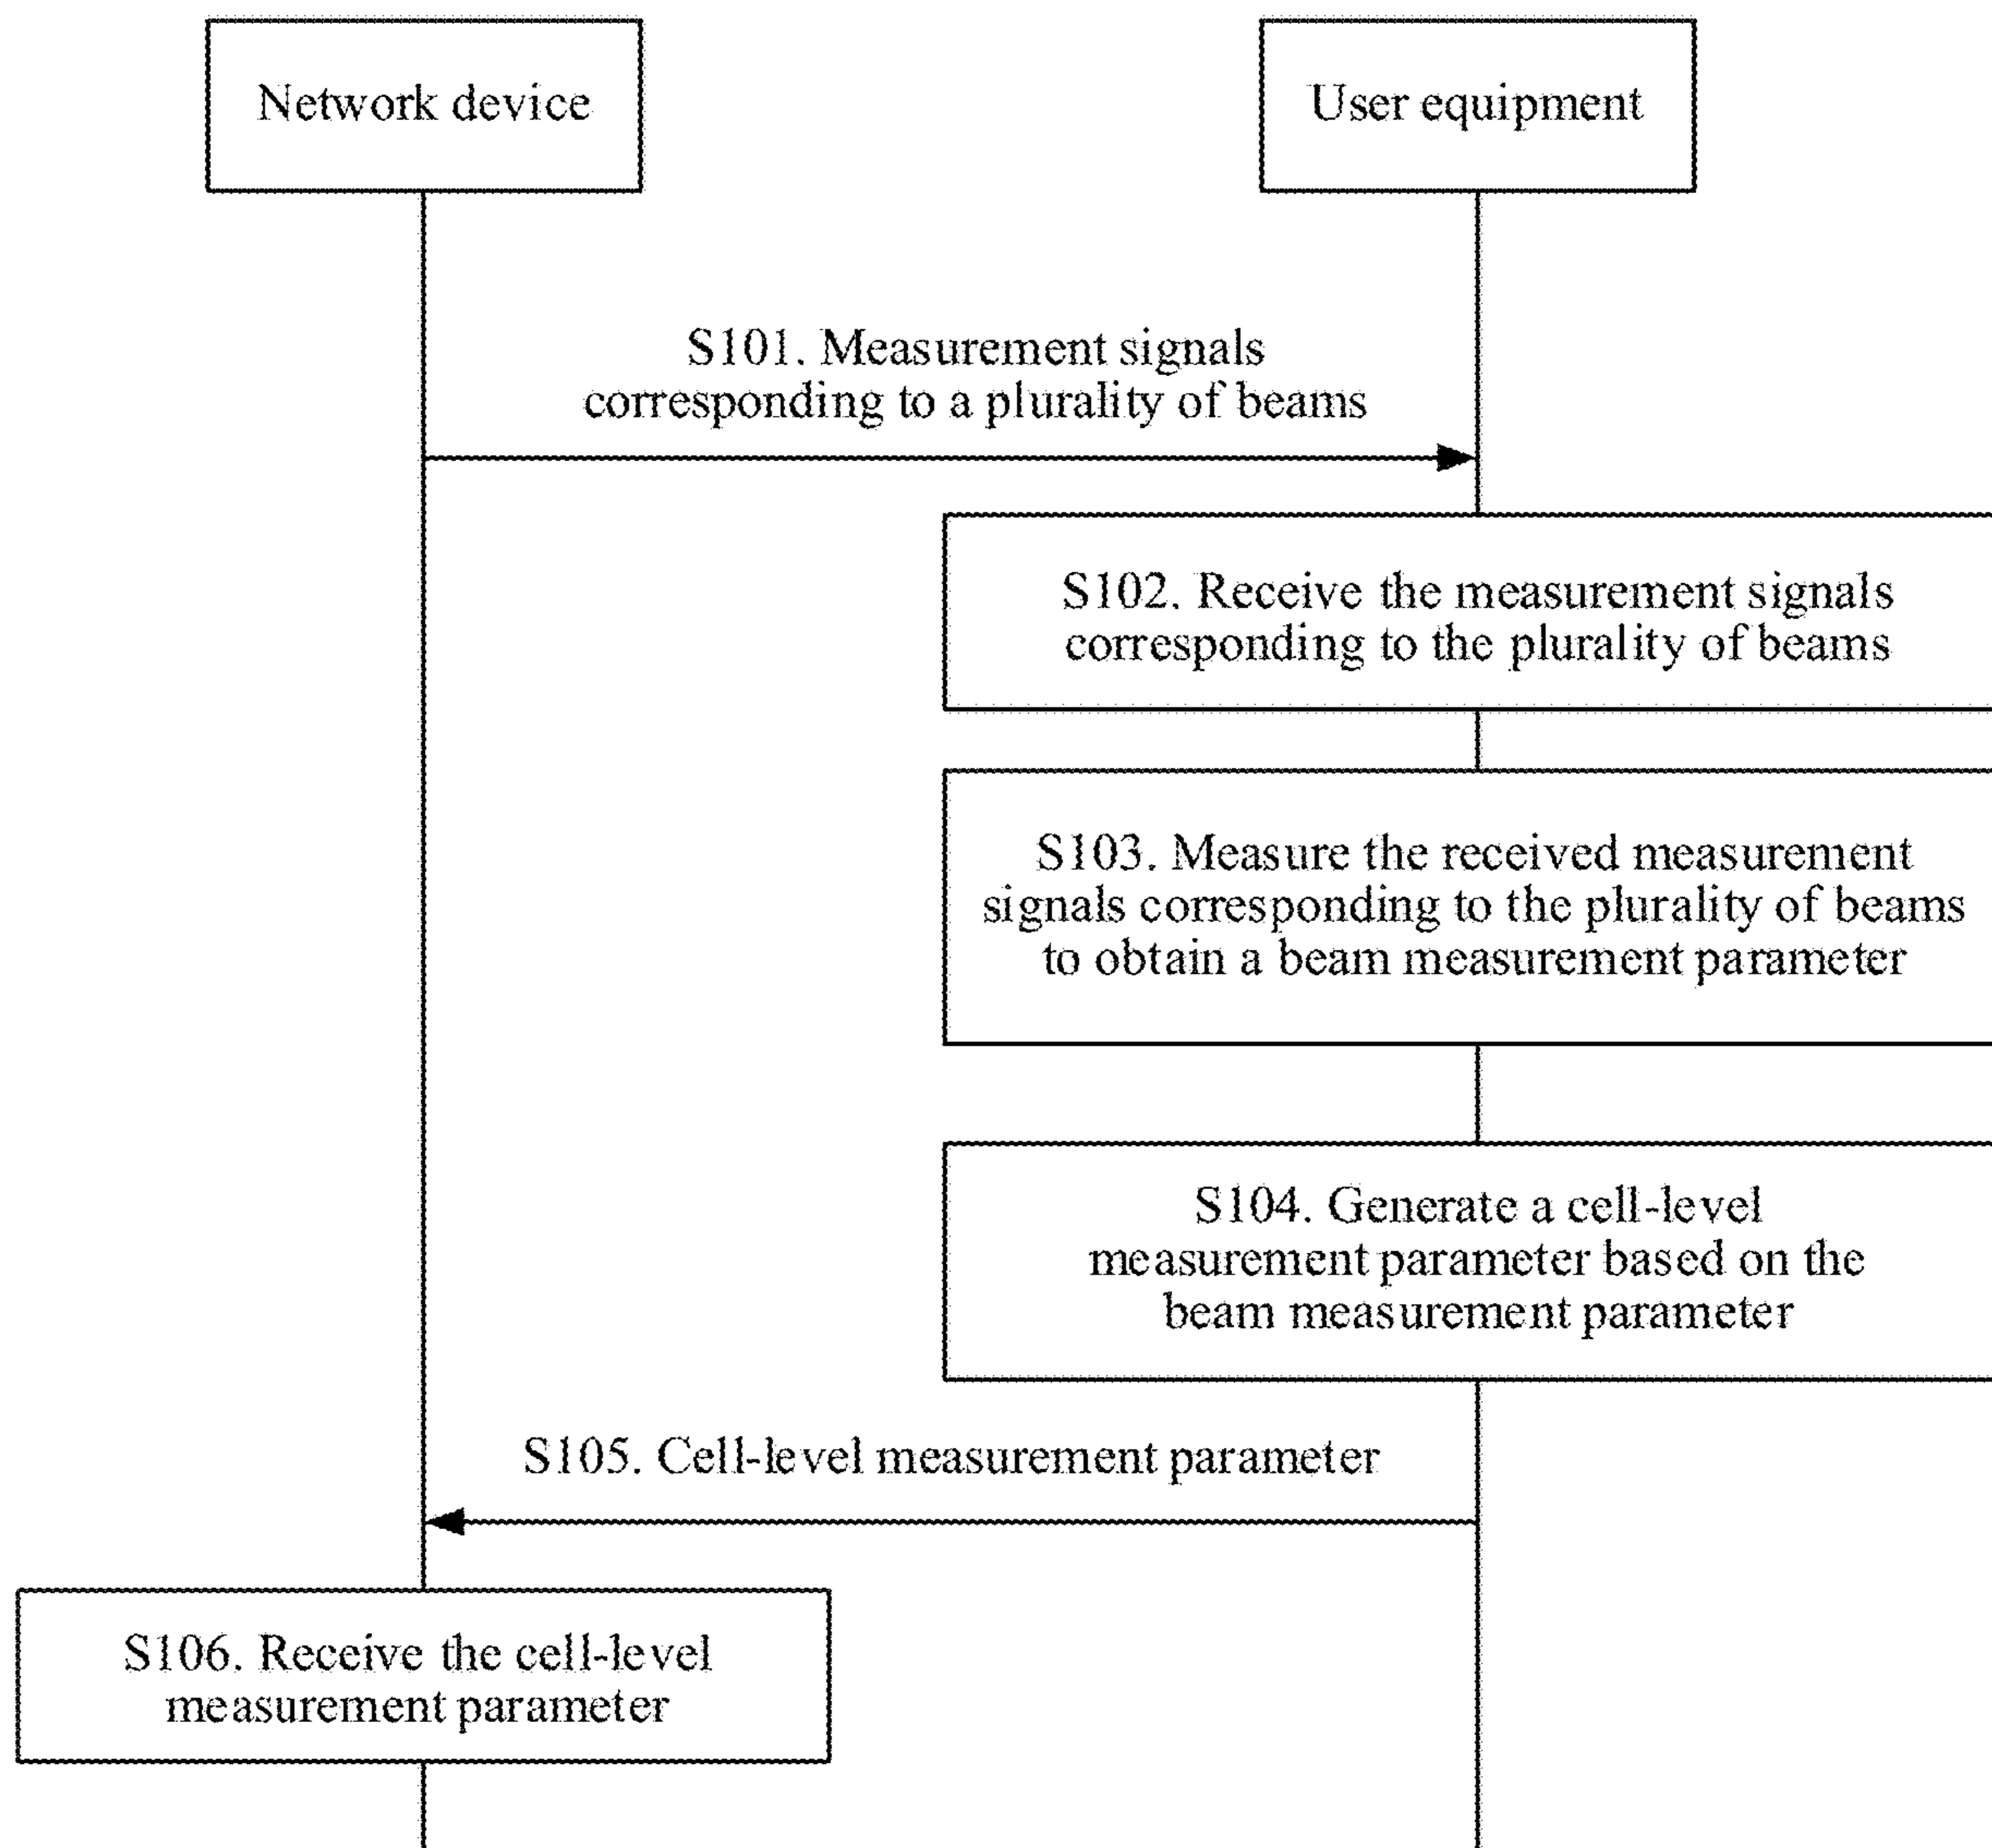 Network device
User equipment
S101. Measurement signals
corresponding to a plurality of beams
S102. Receive the measurement signals
corresponding to the plurality of beams
S103. Measure the received measurement
signals corresponding to the plurality of beams
to obtain a beam measurement parameter
S104. Generate a cell-level
measurement parameter based on the
beam measurement parameter
S105. Cell-level measurement parameter
S106. Receive the cell-level
measurement parameter